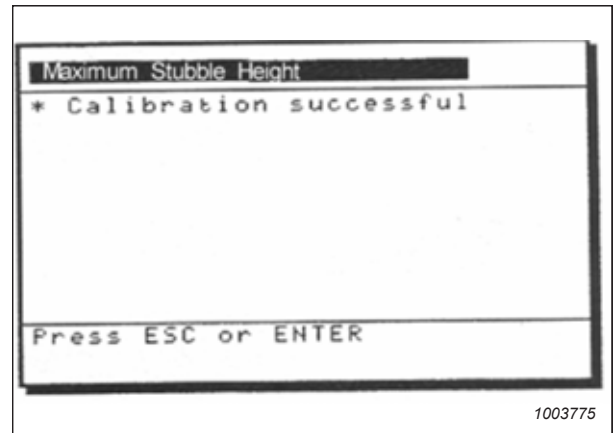 Maximum Stubble Height
* Calibration successful
Press ESC or ENTER
1003775